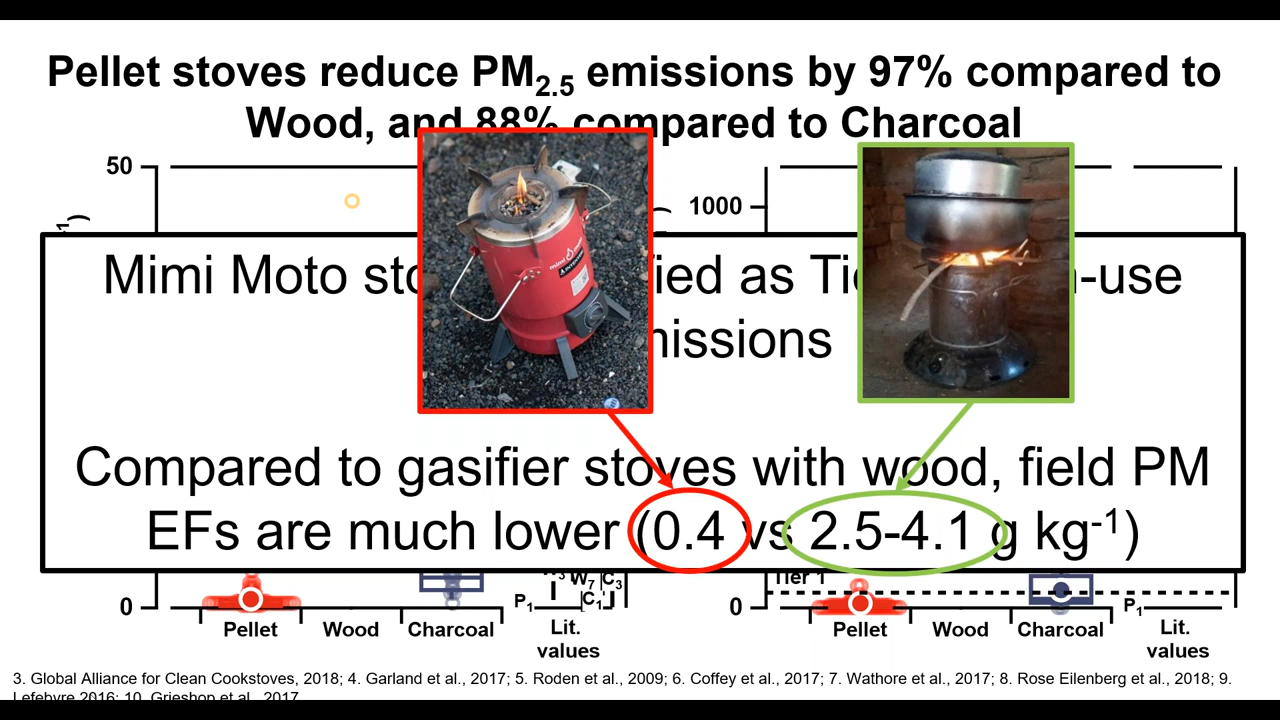 Pellet stoves reduce PM2.5 emissions by 97% compared to
Wood, and 88% compared to Charcoal
50
1000
Mimi Moto as -use
Compared to gasifier stoves with wood, field PM
EFs are much lower (0.4 vs 2.5-4.1 g kg-1)
W7 C3
C1
P1
0
Pellet
Wood
Charcoal
Lit.
values
Tier 1
P1
0
Pellet
Wood
Charcoal
Lit.
values
3. Global Alliance for Clean Cookstoves, 2018; 4. Garland et al., 2017; 5. Roden et al., 2009; 6. Coffey et al., 2017; 7. Wathore et al., 2017; 8. Rose Eilenberg et al., 2018; 9.
Lefebvre 2016; 10. Grieshop et al., 2017